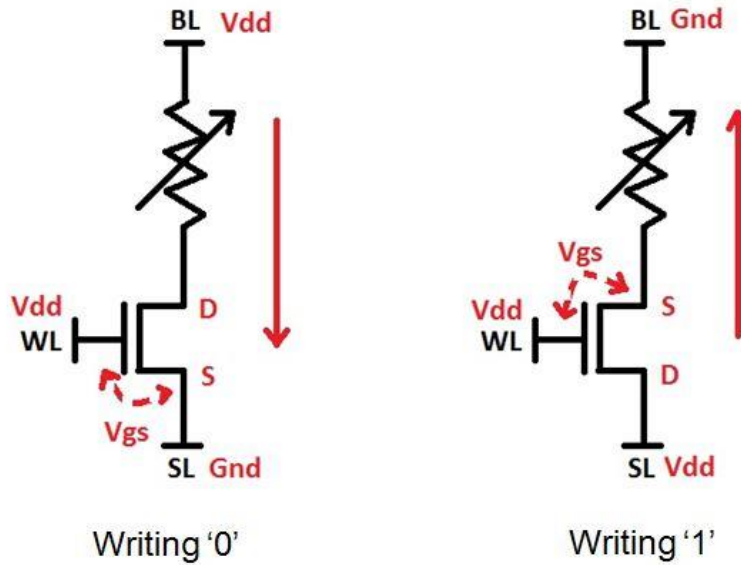 BL Vdd
Vdd
WL
D
S
Vgs
SL Gnd
Writing ‘0’
BL Gnd
Vgs
Vdd
WL
S
D
SL Vdd
Writing ‘1’